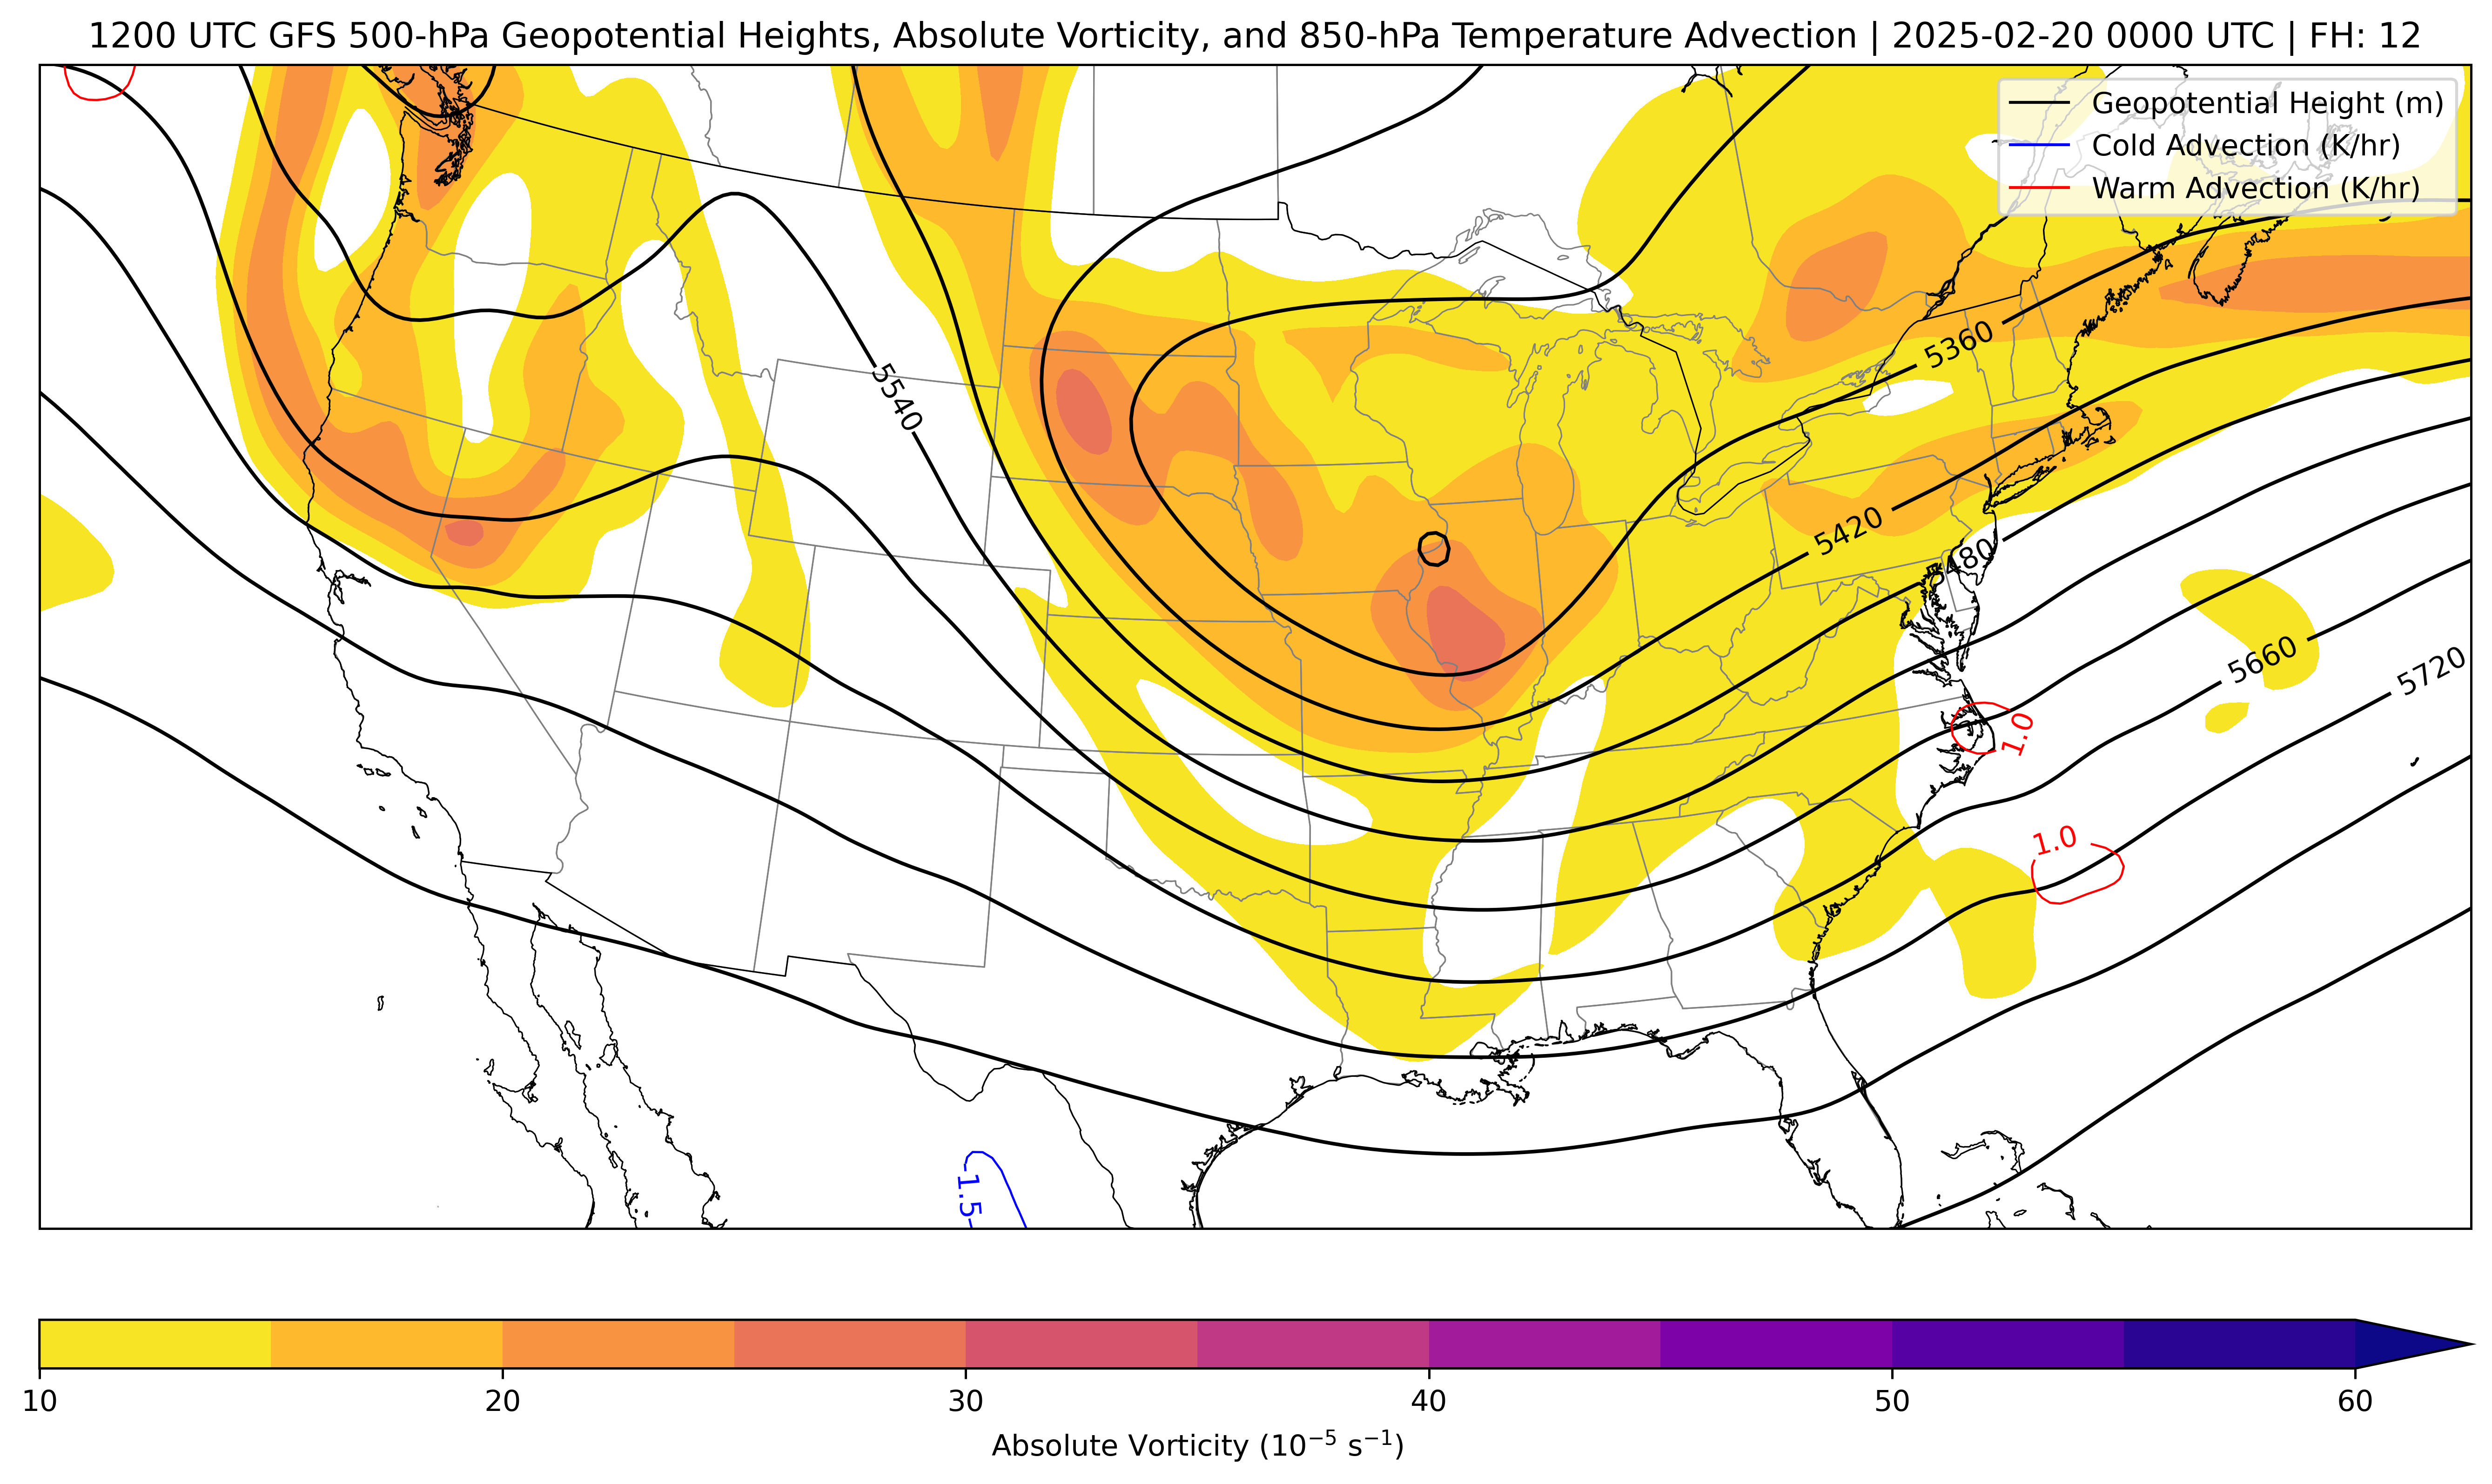 1200 UTC GFS 500-hPa Geopotential Heights, Absolute Vorticity, and 850-hPa Temperature Advection | 2025-02-20 0000 UTC | FH: 12
Geopotential Height (m)
Cold Advection (K/hr)
Warm Advection (K/hr)
5360
5540
5420
5480
5660
5720
1.0
1.0
-1.5
10 20 30 40 50 60
Absolute Vorticity (10⁻⁵ s⁻¹)